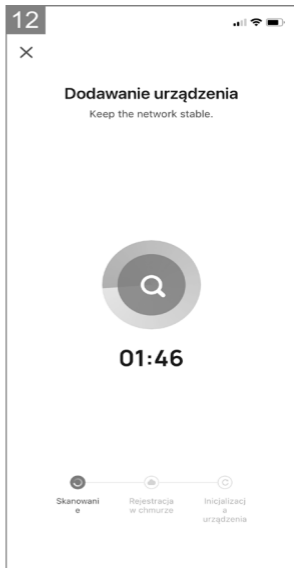 12
Dodawanie urządzenia
Keep the network stable.
01:46
Skanowani
e
Rejestracja
w chmurze
Inicjalizacj
a
urządzenia